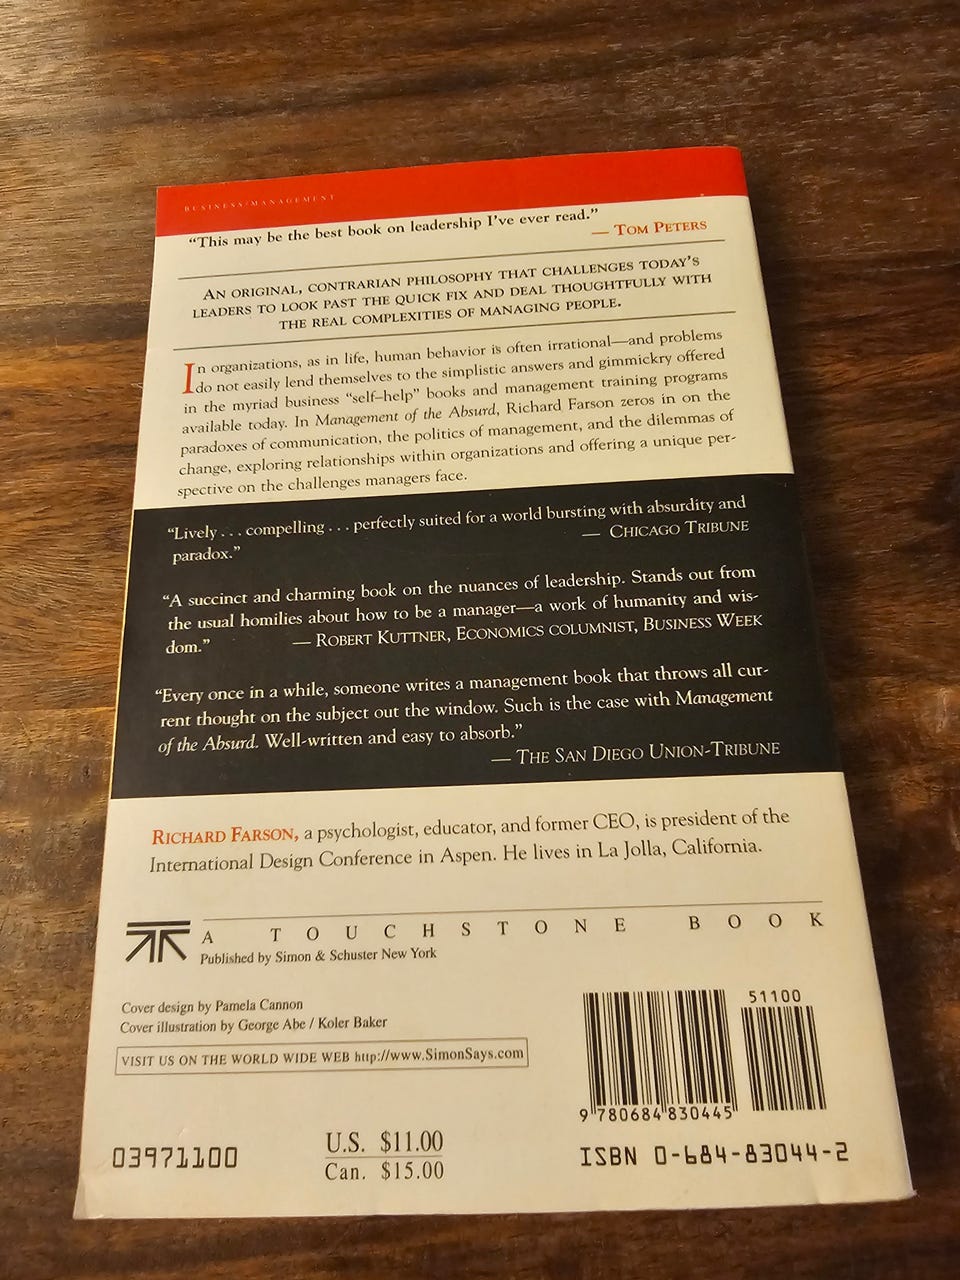 BUSINESS/MANAGEMENT
“This may be the best book on leadership I’ve ever read.”
— TOM PETERS
AN ORIGINAL, CONTRARIAN PHILOSOPHY THAT CHALLENGES TODAY’S
LEADERS TO LOOK PAST THE QUICK FIX AND DEAL THOUGHTFULLY WITH
THE REAL COMPLEXITIES OF MANAGING PEOPLE.
In organizations, as in life, human behavior is often irrational—and problems
do not easily lend themselves to the simplistic answers and gimmickry offered
in the myriad business “self–help” books and management training programs
available today. In Management of the Absurd, Richard Farson zeros in on the
paradoxes of communication, the politics of management, and the dilemmas of
change, exploring relationships within organizations and offering a unique per-
spective on the challenges managers face.
“Lively . . . compelling . . . perfectly suited for a world bursting with absurdity and
paradox.” — CHICAGO TRIBUNE
“A succinct and charming book on the nuances of leadership. Stands out from
the usual homilies about how to be a manager—a work of humanity and wis-
dom.” — ROBERT KUTTNER, ECONOMICS COLUMNIST, BUSINESS WEEK
“Every once in a while, someone writes a management book that throws all cur-
rent thought on the subject out the window. Such is the case with Management
of the Absurd. Well-written and easy to absorb.”
— THE SAN DIEGO UNION-TRIBUNE
RICHARD FARSON, a psychologist, educator, and former CEO, is president of the
International Design Conference in Aspen. He lives in La Jolla, California.
A TOUCHSTONE BOOK
Published by Simon & Schuster New York
Cover design by Pamela Cannon
Cover illustration by George Abe / Koler Baker
VISIT US ON THE WORLD WIDE WEB http://www.SimonSays.com
51100
9 780684 830445
03971100
U.S. $11.00
Can. $15.00
ISBN 0-684-83044-2